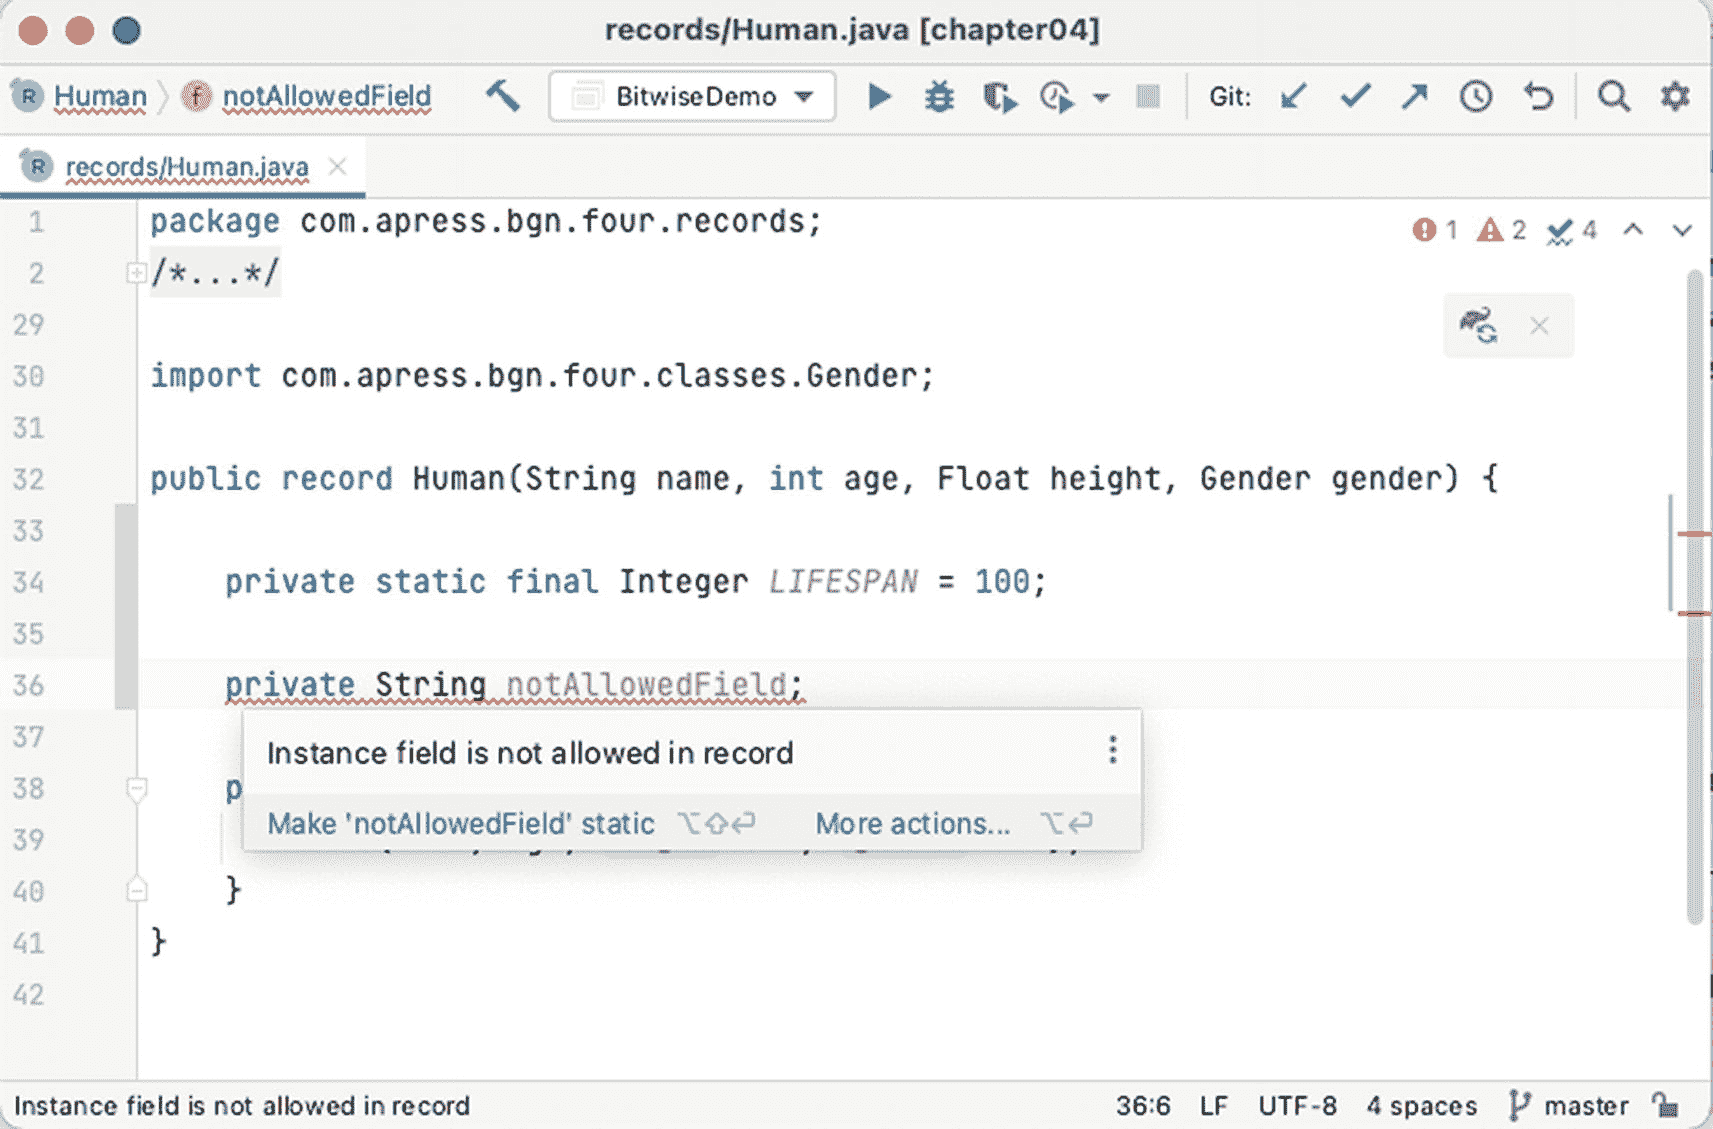 records/Human.java [chapter04]
R Human f notAllowedField BitwiseDemo Git:
R records/Human.java
1 package com.apress.bgn.four.records; 1 2 4
2 /*...*/
29
30 import com.apress.bgn.four.classes.Gender;
31
32 public record Human(String name, int age, Float height, Gender gender) {
33
34 private static final Integer LIFESPAN = 100;
35
36 private String notAllowedField;
37
Instance field is not allowed in record
38 p
Make 'notAllowedField' static ⌥⇧⏎ More actions... ⌥⏎
39
40 }
41 }
42
Instance field is not allowed in record 36:6 LF UTF-8 4 spaces master